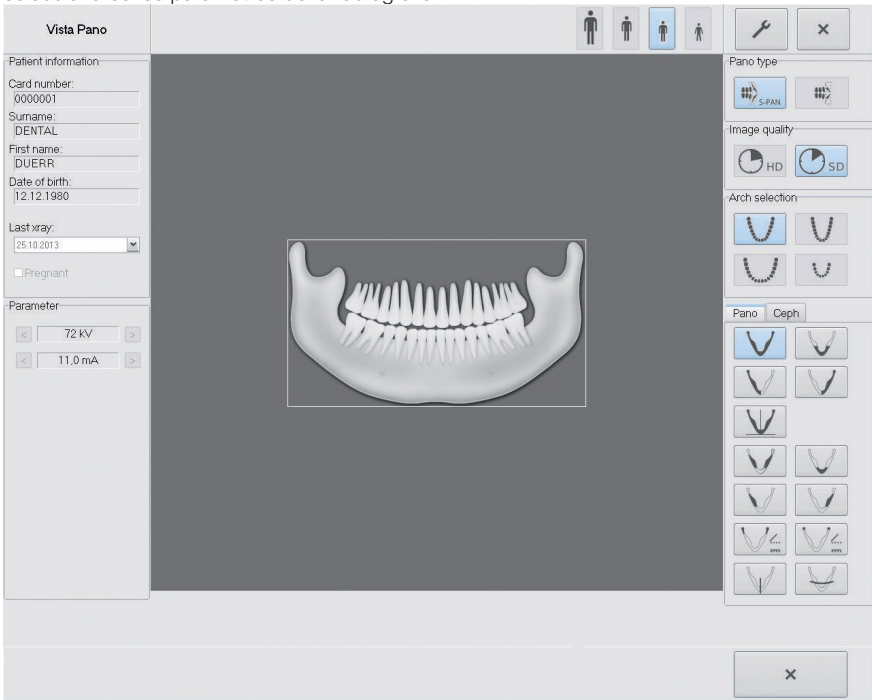 Vista Pano
Patient information
Card number:
0000001
Surname:
DENTAL
First name:
DUERR
Date of birth:
12.12.1980
Last xray:
25.10.2013
Pregnant
Parameter
< 72 kV >
< 11,0 mA >
Pano type
S-PAN
Image quality
HD
SD
Arch selection
Pano
Ceph